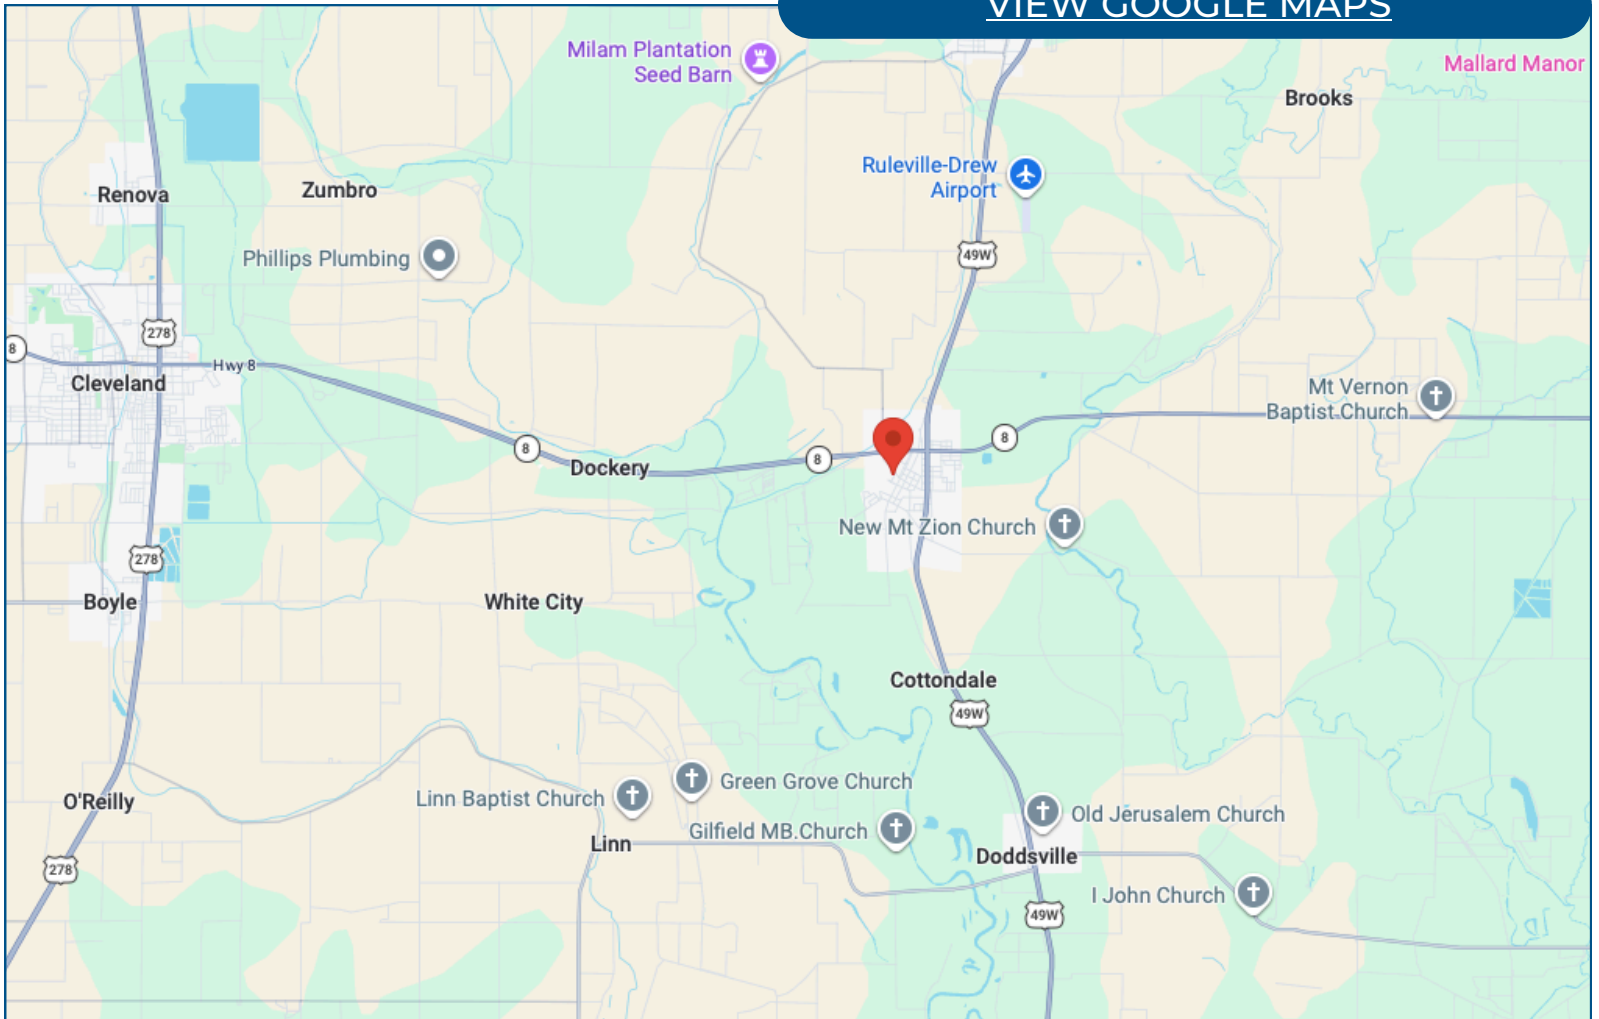 VIEW GOOGLE MAPS
Milam Plantation
Seed Barn
Mallard Manor
Brooks
Ruleville-Drew
Airport
Renova
Zumbro
Phillips Plumbing
49W
278
8
Hwy 8
Cleveland
Mt Vernon
Baptist Church
8
8
8
Dockery
New Mt Zion Church
278
Boyle
White City
Cottondale
49W
Green Grove Church
Linn Baptist Church
O'Reilly
Old Jerusalem Church
Gilfield MB.Church
Linn
Doddsville
278
I John Church
49W